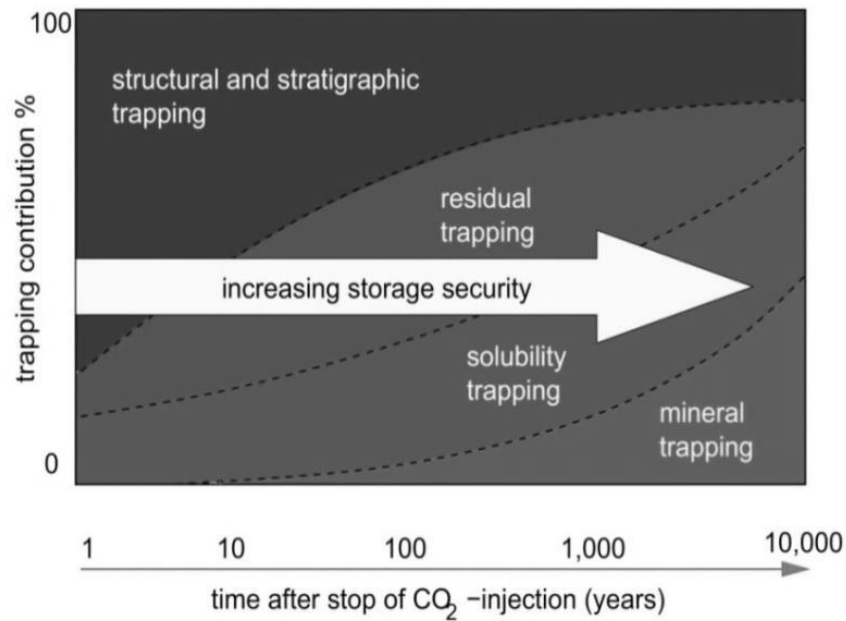 100
structural and stratigraphic
trapping
residual
trapping
increasing storage security
solubility
trapping
mineral
trapping
trapping contribution %
0
1 10 100 1,000 10,000
time after stop of CO₂ –injection (years)